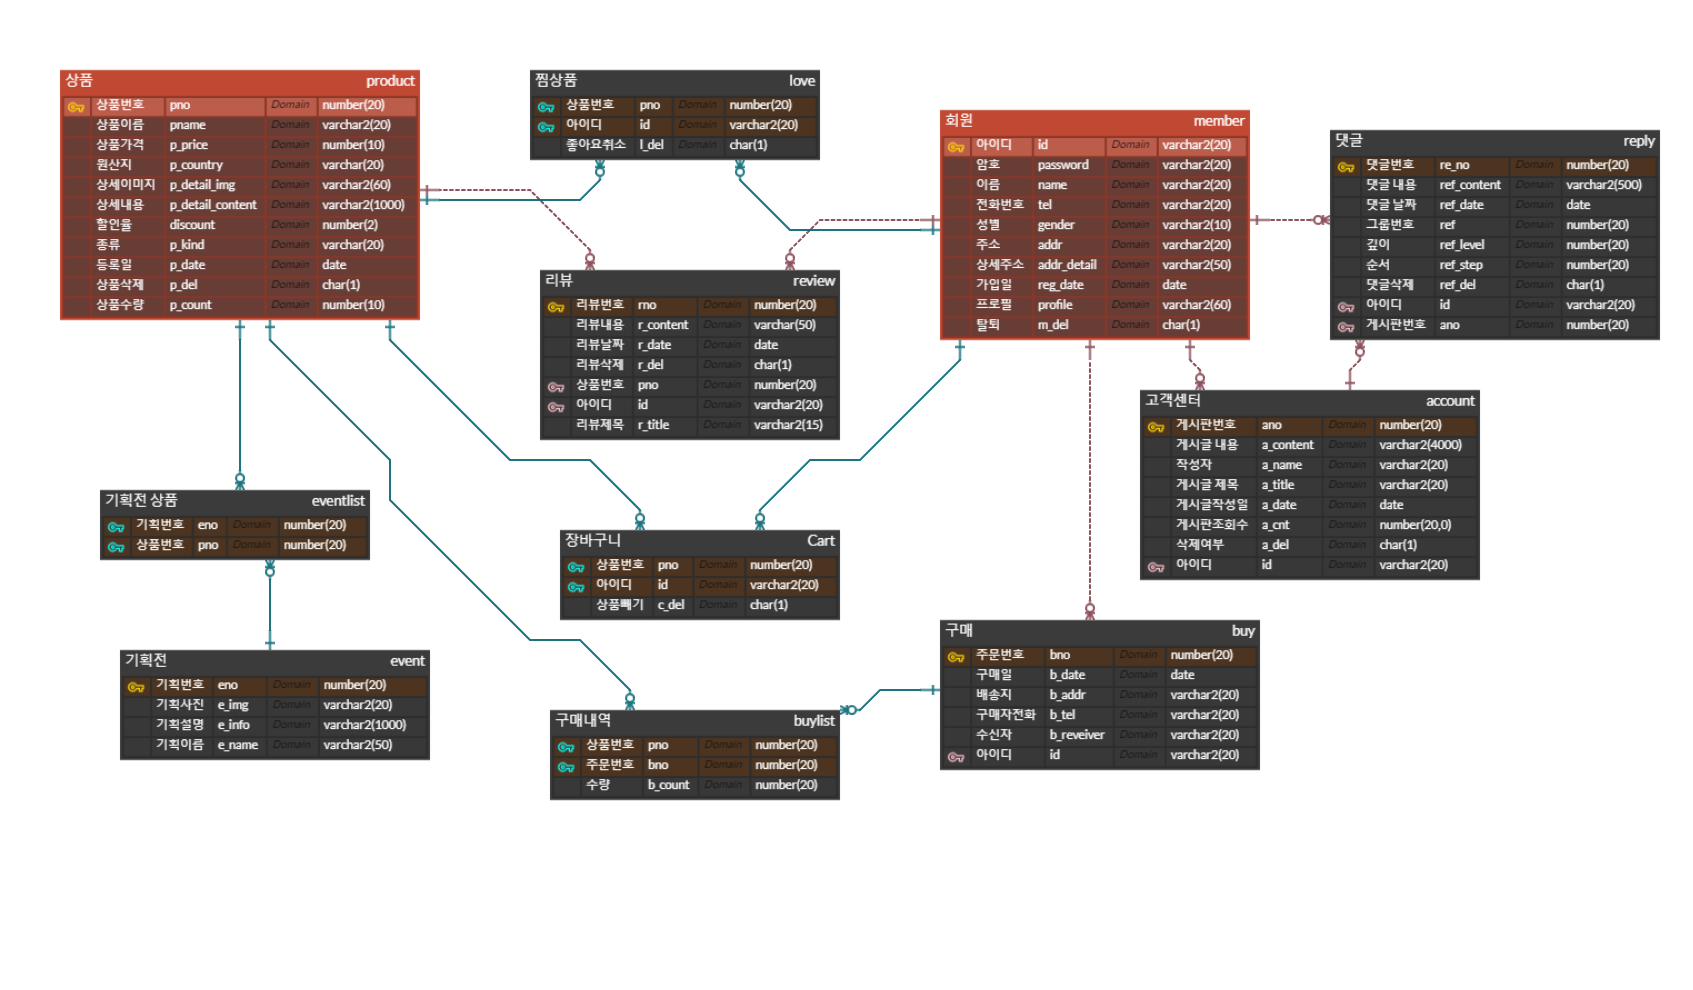 상품 product
상품번호 pno Domain number(20)
상품이름 pname Domain varchar2(20)
상품가격 p_price Domain number(10)
원산지 p_country Domain varchar(20)
상세이미지 p_detail_img Domain varchar2(60)
상세내용 p_detail_content Domain varchar2(1000)
할인율 discount Domain number(2)
종류 p_kind Domain varchar(20)
등록일 p_date Domain date
상품삭제 p_del Domain char(1)
상품수량 p_count Domain number(10)
찜상품 love
상품번호 pno Domain number(20)
아이디 id Domain varchar2(20)
좋아요취소 l_del Domain char(1)
회원 member
아이디 id Domain varchar2(20)
암호 password Domain varchar2(20)
이름 name Domain varchar2(20)
전화번호 tel Domain varchar2(20)
성별 gender Domain varchar2(10)
주소 addr Domain varchar2(20)
상세주소 addr_detail Domain varchar2(50)
가입일 reg_date Domain date
프로필 profile Domain varchar2(60)
탈퇴 m_del Domain char(1)
댓글 reply
댓글번호 re_no Domain number(20)
댓글 내용 ref_content Domain varchar2(500)
댓글 날짜 ref_date Domain date
그룹번호 ref Domain number(20)
깊이 ref_level Domain number(20)
순서 ref_step Domain number(20)
댓글삭제 ref_del Domain char(1)
아이디 id Domain varchar2(20)
게시판번호 ano Domain number(20)
리뷰 review
리뷰번호 rno Domain number(20)
리뷰내용 r_content Domain varchar(50)
리뷰날짜 r_date Domain date
리뷰삭제 r_del Domain char(1)
상품번호 pno Domain number(20)
아이디 id Domain varchar2(20)
리뷰제목 r_title Domain varchar2(15)
고객센터 account
게시판번호 ano Domain number(20)
게시글 내용 a_content Domain varchar2(4000)
작성자 a_name Domain varchar2(20)
게시글 제목 a_title Domain varchar2(20)
게시글작성일 a_date Domain date
게시판조회수 a_cnt Domain number(20,0)
삭제여부 a_del Domain char(1)
아이디 id Domain varchar2(20)
기획전 상품 eventlist
기획번호 eno Domain number(20)
상품번호 pno Domain number(20)
장바구니 Cart
상품번호 pno Domain number(20)
아이디 id Domain varchar2(20)
상품빼기 c_del Domain char(1)
기획전 event
기획번호 eno Domain number(20)
기획사진 e_img Domain varchar2(20)
기획설명 e_info Domain varchar2(1000)
기획이름 e_name Domain varchar2(50)
구매 buy
주문번호 bno Domain number(20)
구매일 b_date Domain date
배송지 b_addr Domain varchar2(20)
구매자전화 b_tel Domain varchar2(20)
수신자 b_reveiver Domain varchar2(20)
아이디 id Domain varchar2(20)
구매내역 buylist
상품번호 pno Domain number(20)
주문번호 bno Domain number(20)
수량 b_count Domain number(20)